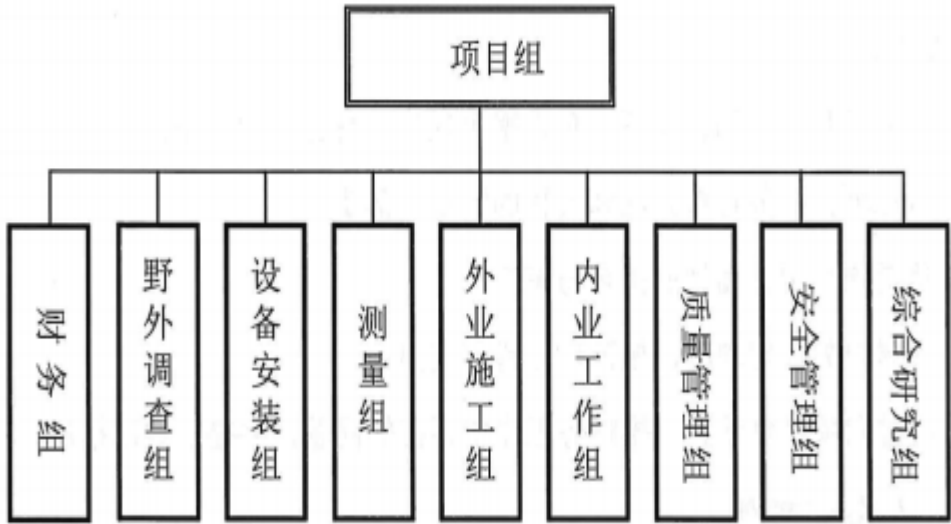 项目组
财务组
野外调查组
设备安装组
测量组
外业施工组
内业工作组
质量管理组
安全管理组
综合研究组